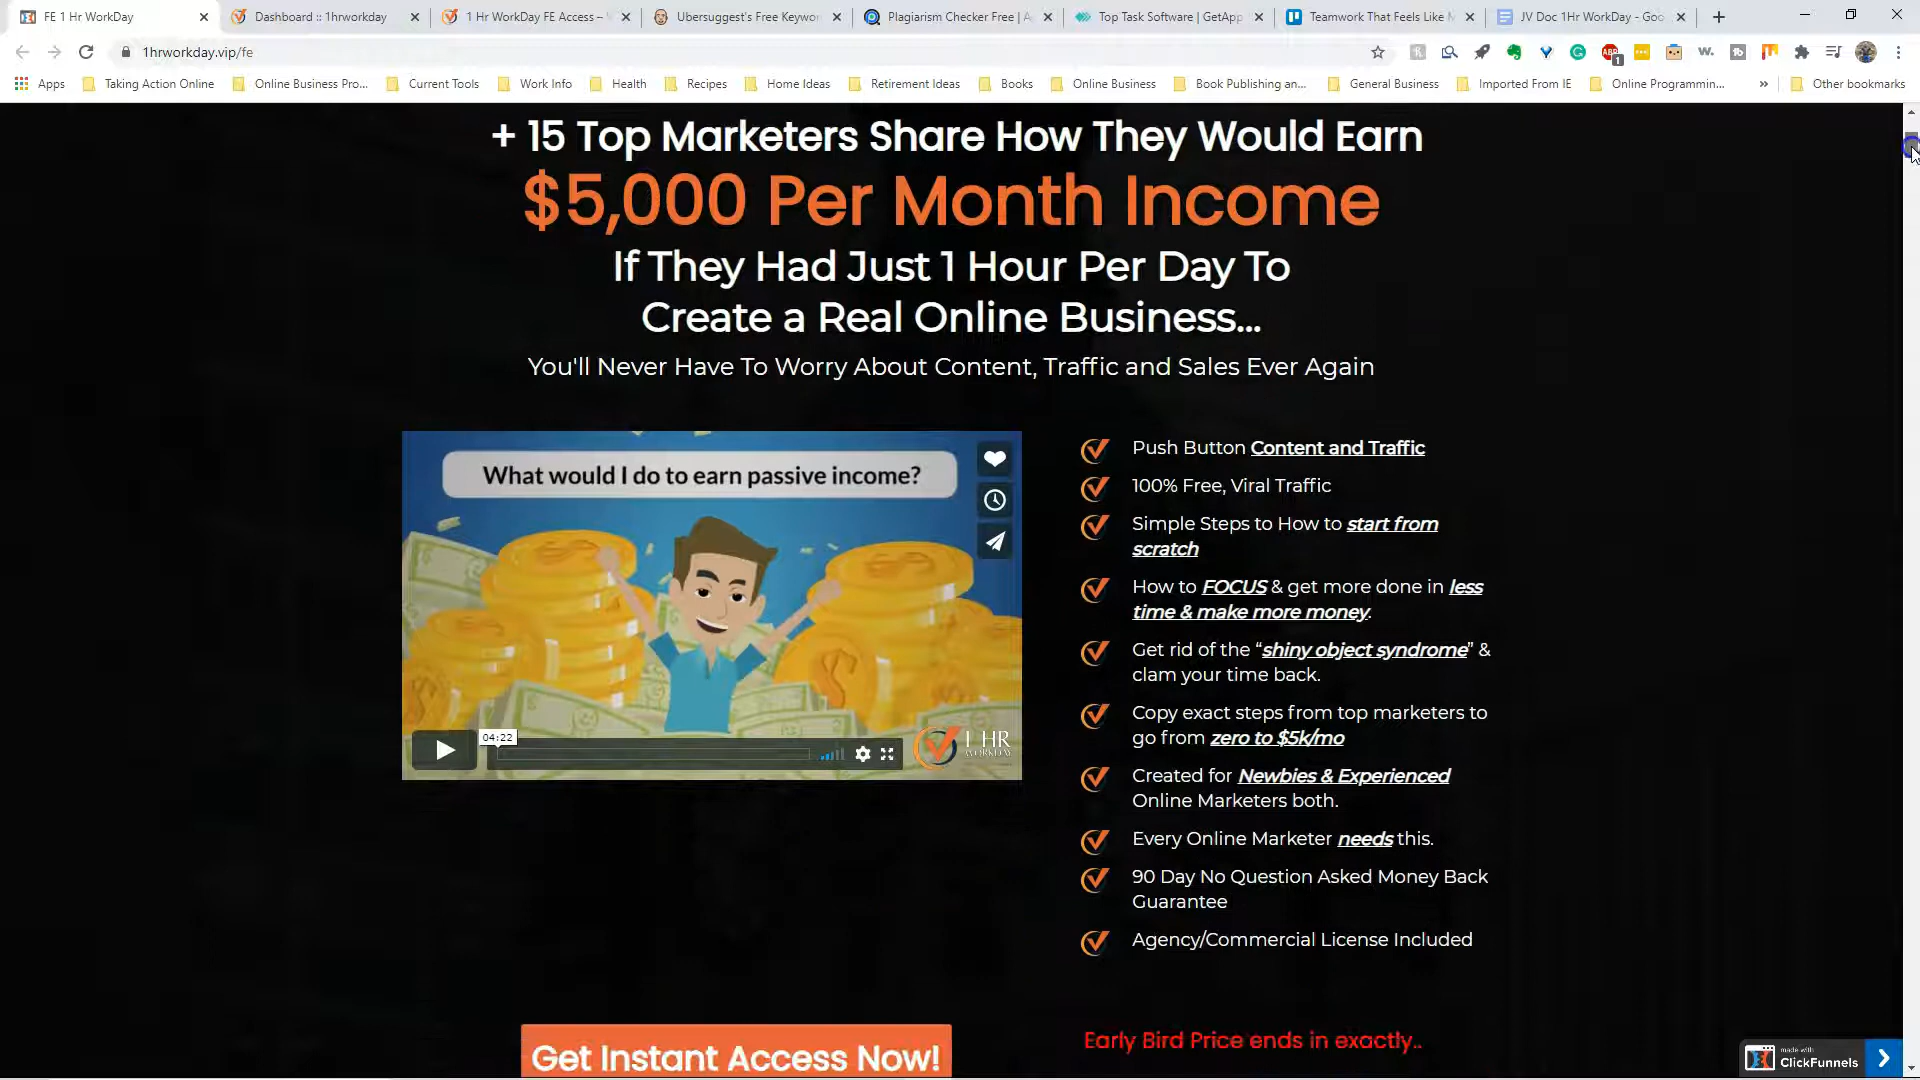 FE 1 Hr WorkDay
Dashboard :: 1hrworkday
1 Hr WorkDay FE Access –
Ubersuggest's Free Keywo
Plagiarism Checker Free | A
Top Task Software | GetApp
Teamwork That Feels Like
JV Doc 1Hr WorkDay - Goo
1hrworkday.vip/fe
Apps
Taking Action Online
Online Business Pro...
Current Tools
Work Info
Health
Recipes
Home Ideas
Retirement Ideas
Books
Online Business
Book Publishing an...
General Business
Imported From IE
Online Programmin...
»
Other bookmarks
+ 15 Top Marketers Share How They Would Earn
$5,000 Per Month Income
If They Had Just 1 Hour Per Day To
Create a Real Online Business...
You'll Never Have To Worry About Content, Traffic and Sales Ever Again
What would I do to earn passive income?
04:22
1 HR
WORKDAY
Push Button Content and Traffic
100% Free, Viral Traffic
Simple Steps to How to start from
scratch
How to FOCUS & get more done in less
time & make more money.
Get rid of the “shiny object syndrome” &
clam your time back.
Copy exact steps from top marketers to
go from zero to $5k/mo
Created for Newbies & Experienced
Online Marketers both.
Every Online Marketer needs this.
90 Day No Question Asked Money Back
Guarantee
Agency/Commercial License Included
Get Instant Access Now!
Early Bird Price ends in exactly..
made with
ClickFunnels